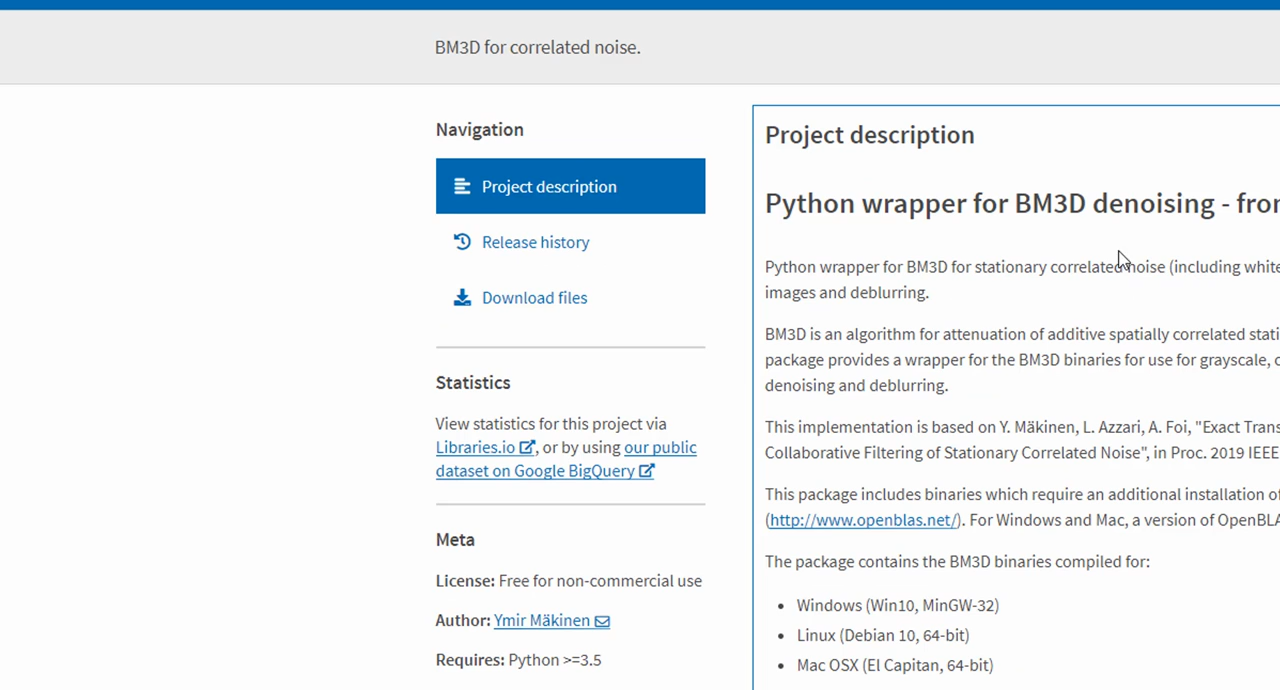 BM3D for correlated noise.
Navigation
Project description
Release history
Download files
Statistics
View statistics for this project via
Libraries.io, or by using our public
dataset on Google BigQuery
Meta
License: Free for non-commercial use
Author: Ymir Mäkinen
Requires: Python >=3.5
Project description
Python wrapper for BM3D denoising -
Python wrapper for BM3D for stationary correlated noise (including
images and deblurring.
BM3D is an algorithm for attenuation of additive spatially correlated
package provides a wrapper for the BM3D binaries for use for grayscale,
denoising and deblurring.
This implementation is based on Y. Mäkinen, L. Azzari, A. Foi, "Exact
Collaborative Filtering of Stationary Correlated Noise", in Proc. 2019 IEEE
This package includes binaries which require an additional installation of
(http://www.openblas.net/). For Windows and Mac, a version of
The package contains the BM3D binaries compiled for:
• Windows (Win10, MinGW-32)
• Linux (Debian 10, 64-bit)
• Mac OSX (El Capitan, 64-bit)